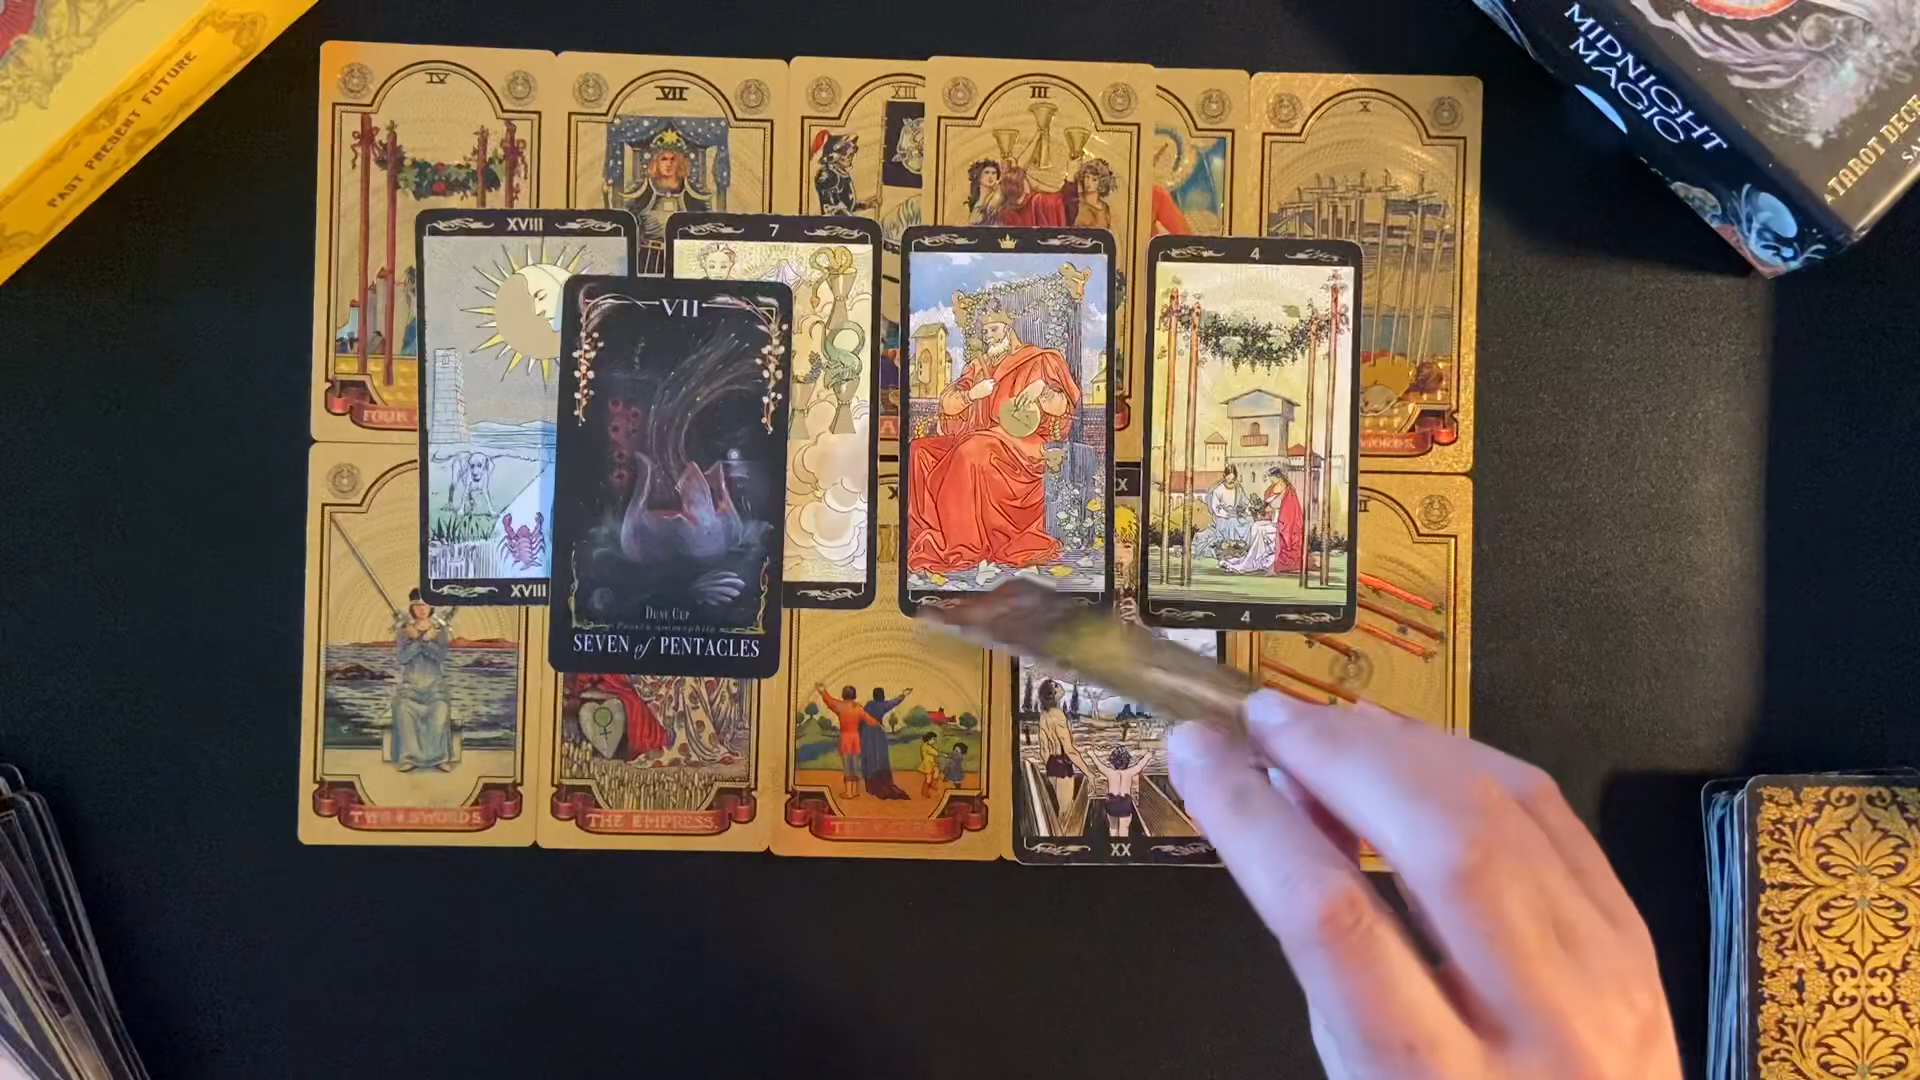 PAST PRESENT FUTURE
MIDNIGHT
MAGIC
A TAROT DECK
IV
VII
XIII
III
X
XVIII
7
4
VII
FOUR
SWORDS.
XVIII
DUNE CUP
SEVEN of PENTACLES
4
TWO SWORDS.
THE EMPRESS.
XX